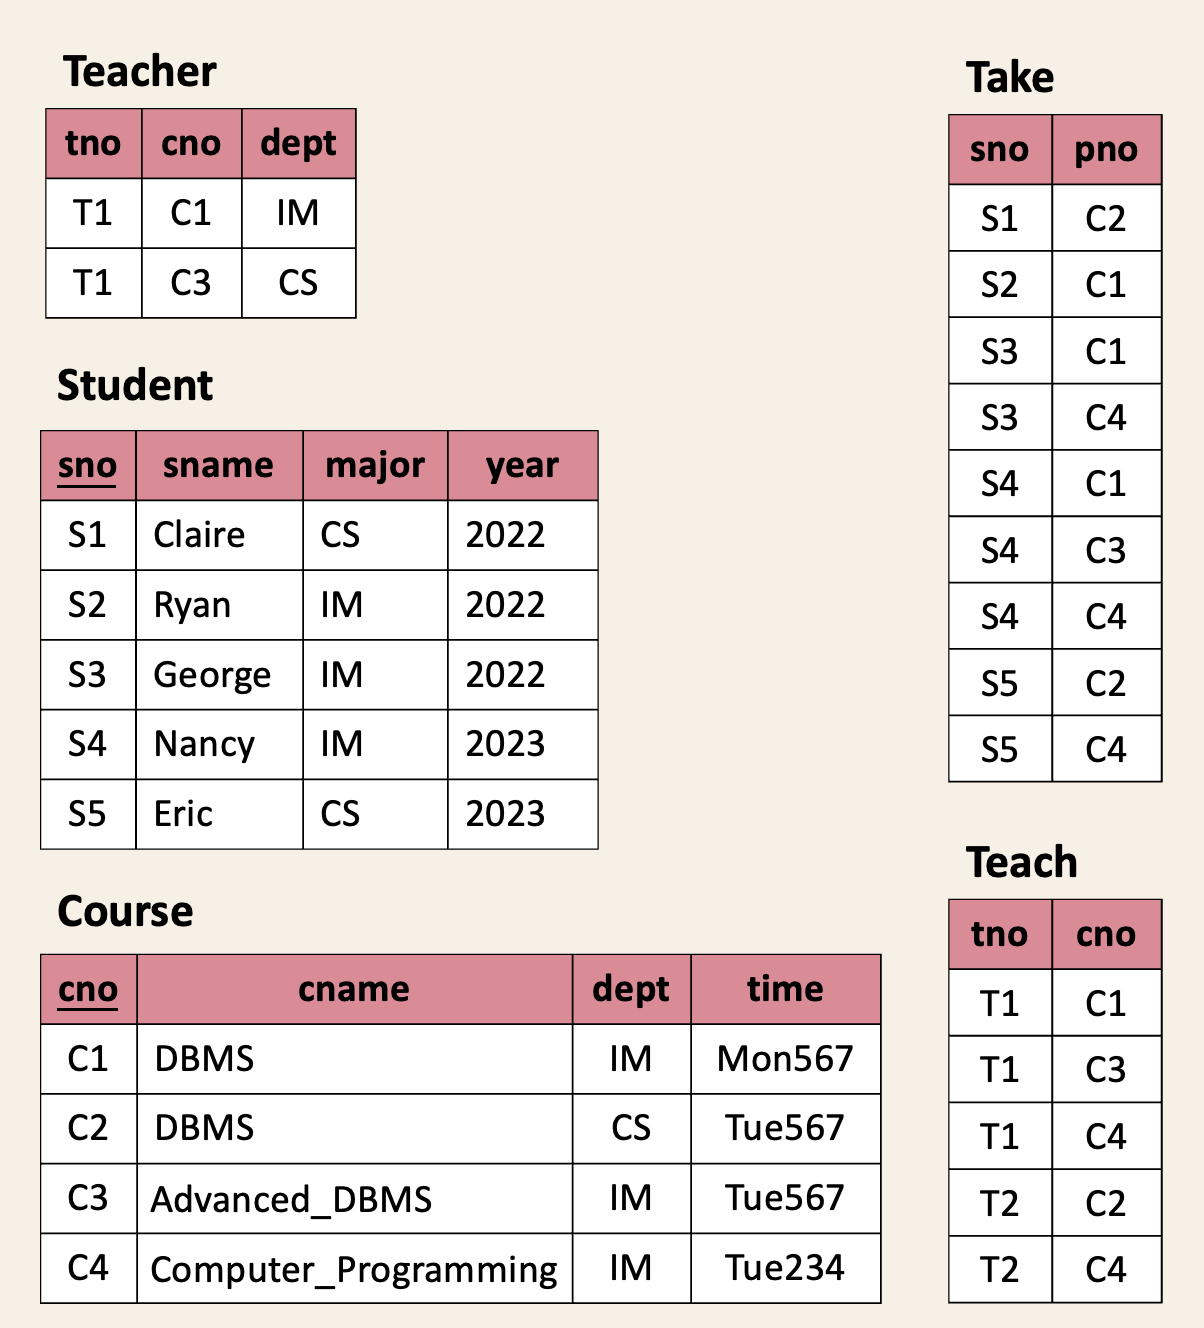 Teacher
tno cno dept
T1 C1 IM
T1 C3 CS
Student
sno sname major year
S1 Claire CS 2022
S2 Ryan IM 2022
S3 George IM 2022
S4 Nancy IM 2023
S5 Eric CS 2023
Course
cno cname dept time
C1 DBMS IM Mon567
C2 DBMS CS Tue567
C3 Advanced_DBMS IM Tue567
C4 Computer_Programming IM Tue234
Take
sno pno
S1 C2
S2 C1
S3 C1
S3 C4
S4 C1
S4 C3
S4 C4
S5 C2
S5 C4
Teach
tno cno
T1 C1
T1 C3
T1 C4
T2 C2
T2 C4